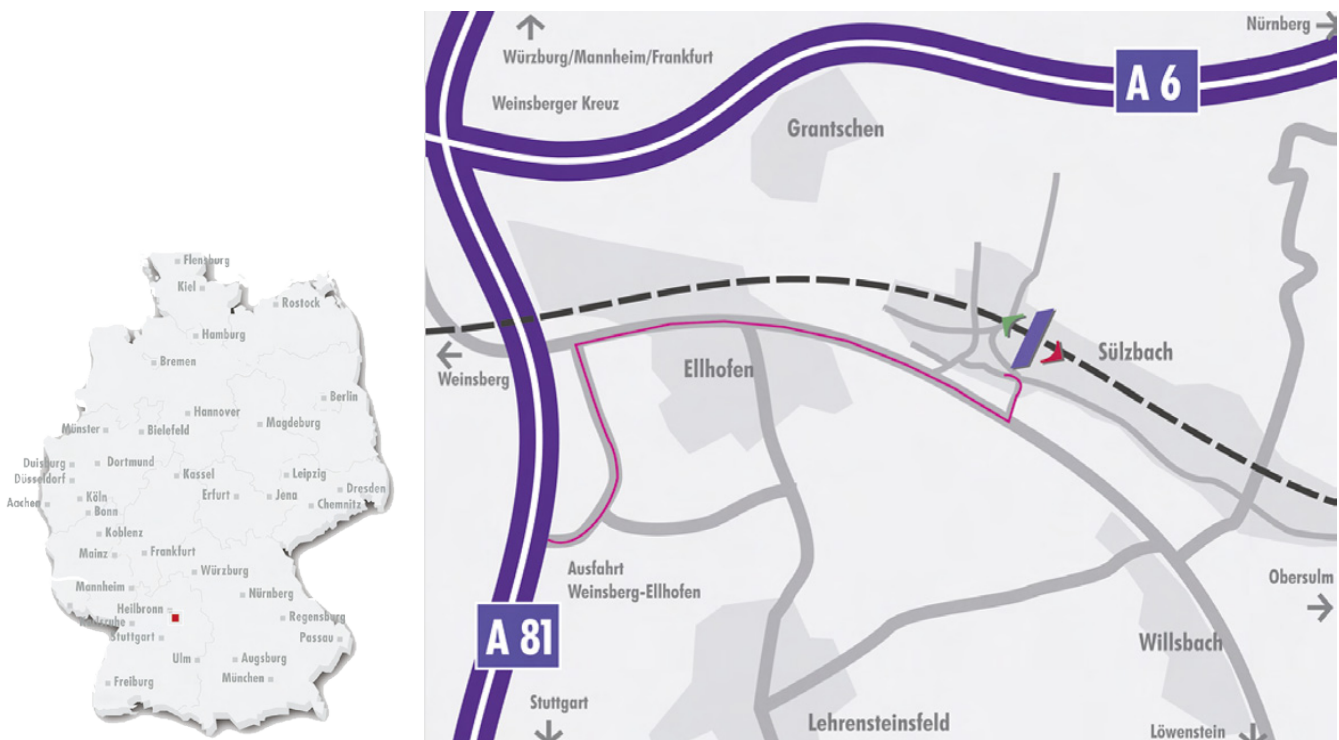 Flensburg
Kiel
Rostock
Hamburg
Bremen
Berlin
Hannover
Magdeburg
Münster
Bielefeld
Duisburg
Dortmund
Düsseldorf
Kassel
Leipzig
Aachen
Köln
Erfurt
Jena
Dresden
Bonn
Chemnitz
Koblenz
Mainz
Frankfurt
Würzburg
Mannheim
Nürnberg
Heilbronn
Regensburg
Stuttgart
Passau
Ulm
Augsburg
München
Freiburg
Nürnberg
Würzburg/Mannheim/Frankfurt
A 6
Weinsberger Kreuz
Grantschen
Weinsberg
Ellhofen
Sülzbach
Ausfahrt
Weinsberg-Ellhofen
Obersulm
A 81
Willsbach
Stuttgart
Lehrensteinsfeld
Löwenstein